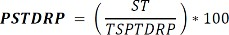 PSTDRP = (ST / TSPTDRP) * 100